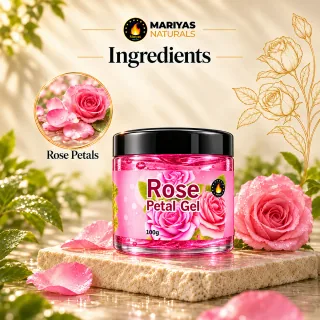 MARIYAS
NATURALS
Ingredients
Rose Petals
Rose
Petal Gel
100g